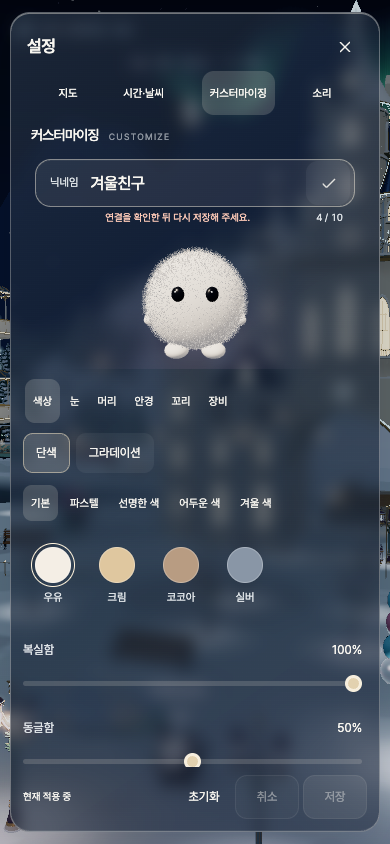 설정
지도 시간·날씨 커스터마이징 소리
커스터마이징 CUSTOMIZE
닉네임 겨울친구
연결을 확인한 뒤 다시 저장해 주세요. 4 / 10
색상 눈 머리 안경 꼬리 장비
단색 그라데이션
기본 파스텔 선명한 색 어두운 색 겨울 색
우유 크림 코코아 실버
복실함 100%
동글함 50%
현재 적용 중 초기화 취소 저장